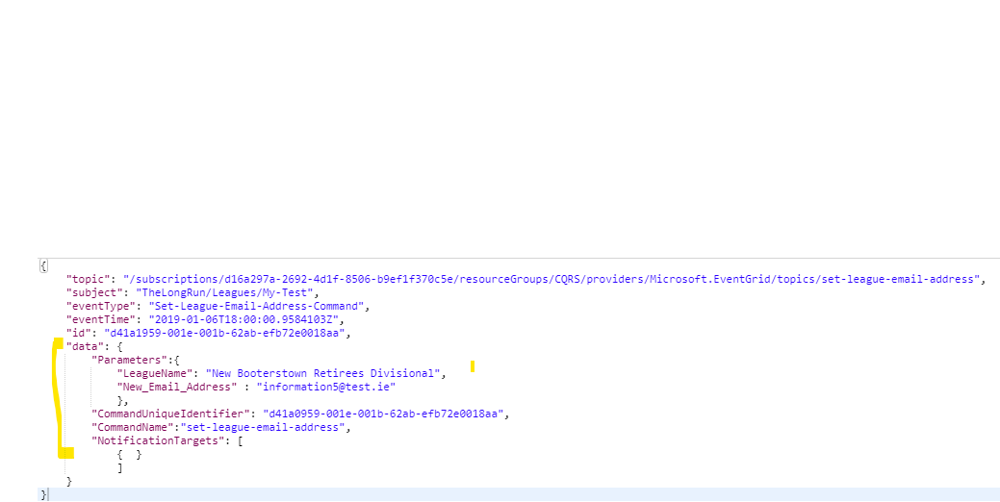 {
"topic": "/subscriptions/d16a297a-2692-4d1f-8506-b9ef1f370c5e/resourceGroups/CQRS/providers/Microsoft.EventGrid/topics/set-league-email-address",
"subject": "TheLongRun/Leagues/My-Test",
"eventType": "Set-League-Email-Address-Command",
"eventTime": "2019-01-06T18:00:00.9584103Z",
"id": "d41a1959-001e-001b-62ab-efb72e0018aa",
"data": {
"Parameters":{
"LeagueName": "New Booterstown Retirees Divisional",
"New_Email_Address" : "information5@test.ie"
},
"CommandUniqueIdentifier": "d41a0959-001e-001b-62ab-efb72e0018aa",
"CommandName":"set-league-email-address",
"NotificationTargets": [
{  }
]
}
}